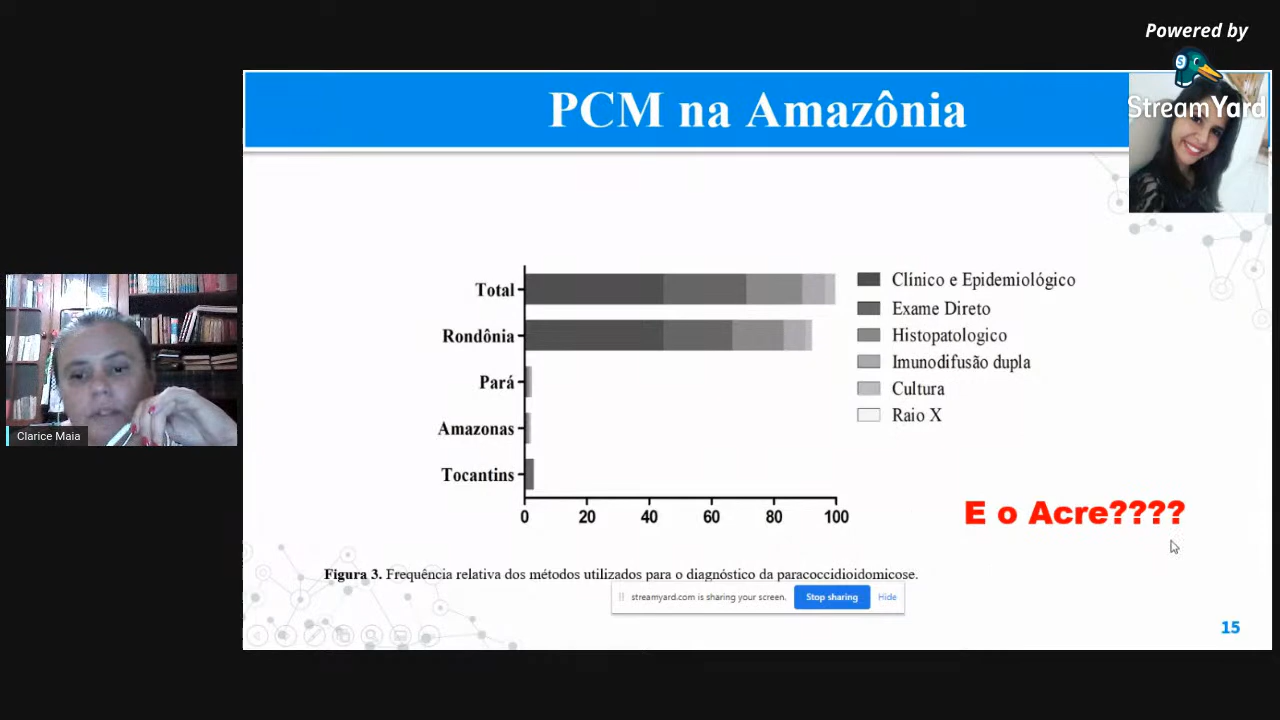 Powered by
StreamYard
PCM na Amazônia
Total
Rondônia
Pará
Amazonas
Tocantins
0 20 40 60 80 100
Clínico e Epidemiológico
Exame Direto
Histopatologico
Imunodifusão dupla
Cultura
Raio X
E o Acre????
Figura 3. Frequência relativa dos métodos utilizados para o diagnóstico da paracoccidioidomicose.
streamyard.com is sharing your screen. Stop sharing Hide
15
Clarice Maia